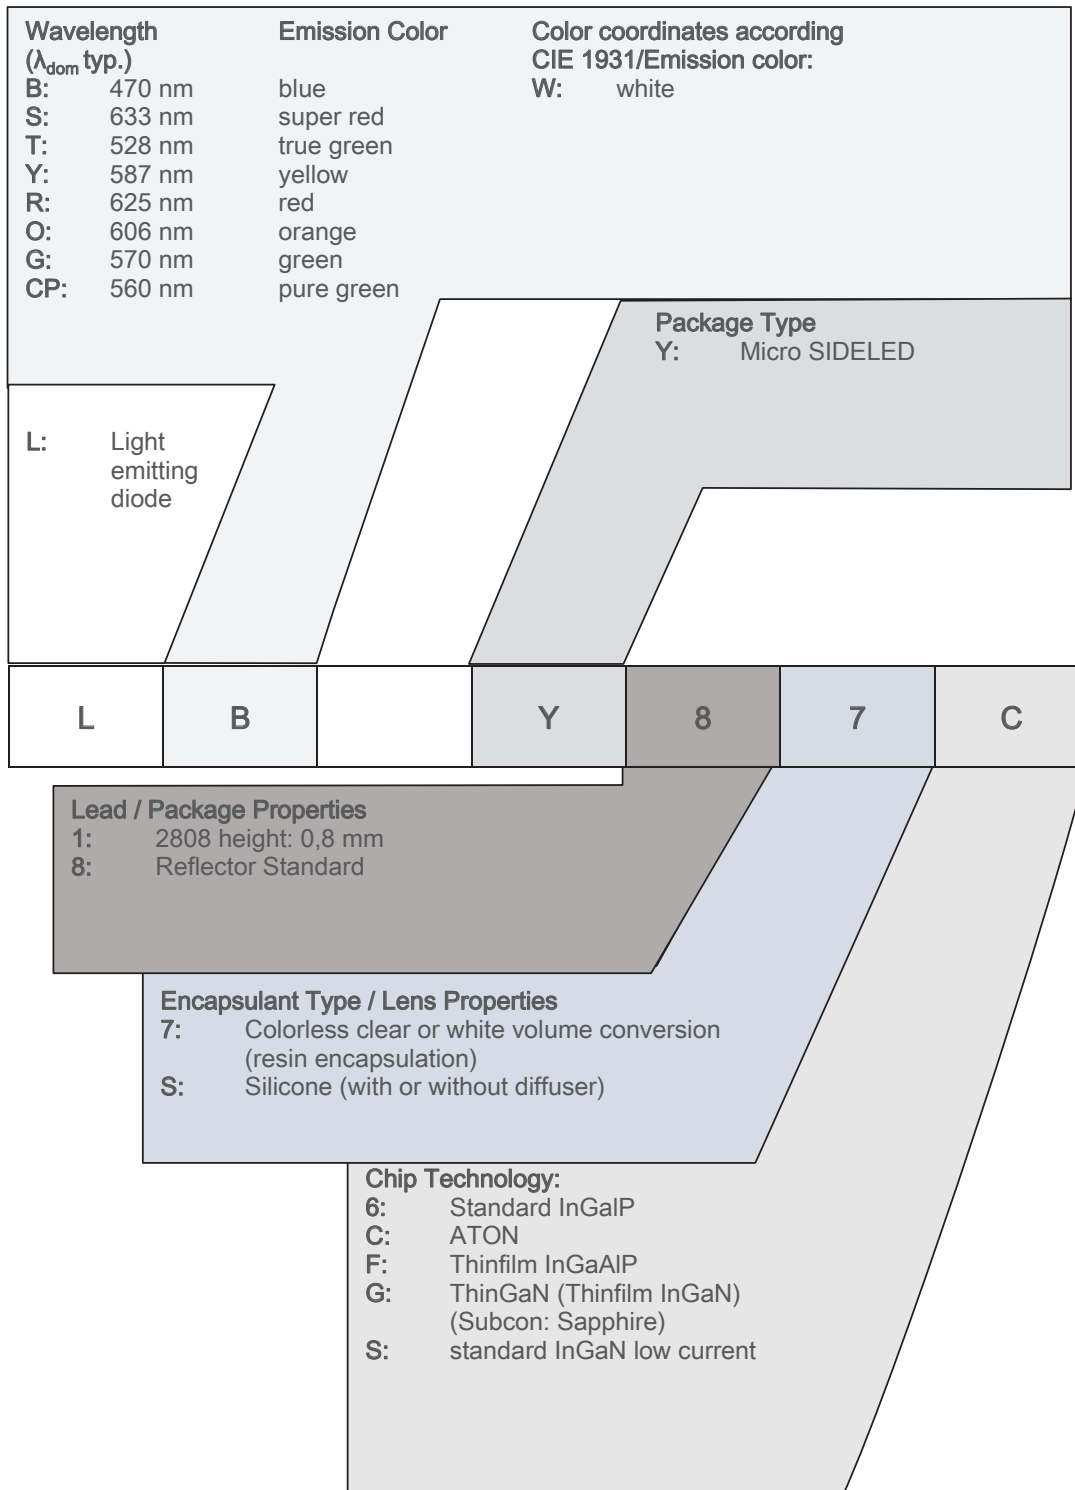 Wavelength Emission Color Color coordinates according
(λdom typ.) CIE 1931/Emission color:
B: 470 nm blue W: white
S: 633 nm super red
T: 528 nm true green
Y: 587 nm yellow
R: 625 nm red
O: 606 nm orange
G: 570 nm green
CP: 560 nm pure green
Package Type
Y: Micro SIDELED
L: Light
emitting
diode
L B Y 8 7 C
Lead / Package Properties
1: 2808 height: 0,8 mm
8: Reflector Standard
Encapsulant Type / Lens Properties
7: Colorless clear or white volume conversion
(resin encapsulation)
S: Silicone (with or without diffuser)
Chip Technology:
6: Standard InGalP
C: ATON
F: Thinfilm InGaAlP
G: ThinGaN (Thinfilm InGaN)
(Subcon: Sapphire)
S: standard InGaN low current